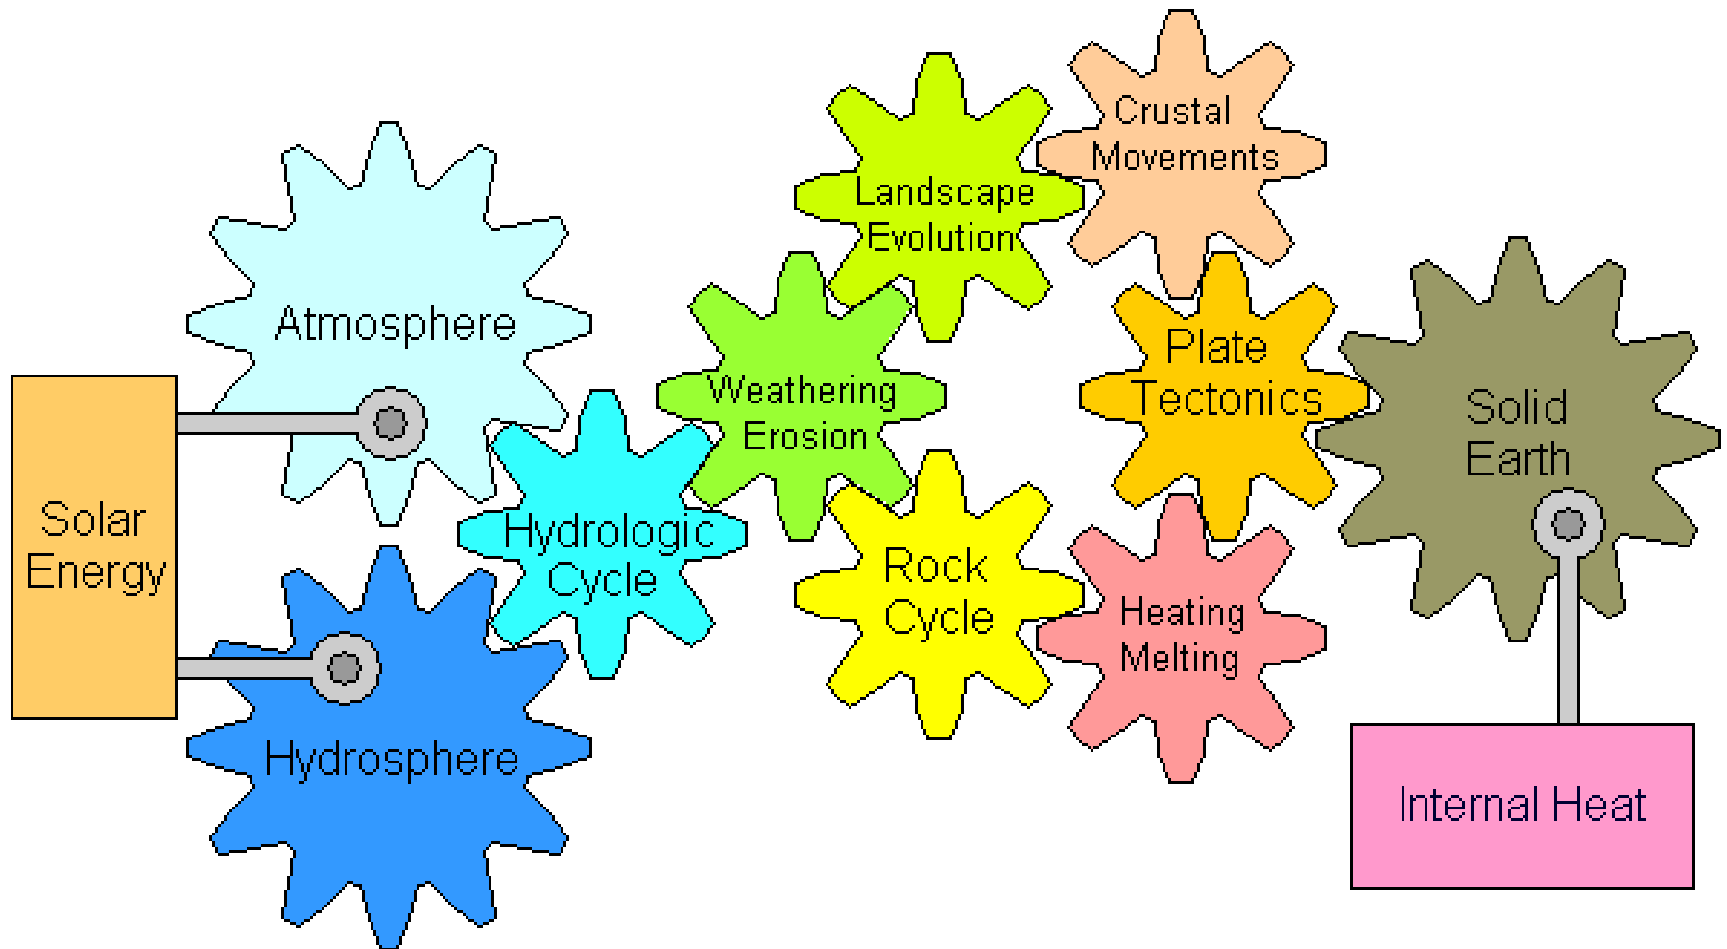 Crustal
Movements
Landscape
Evolution
Atmosphere
Weathering
Erosion
Plate
Tectonics
Solid
Earth
Solar
Energy
Hydrologic
Cycle
Rock
Cycle
Heating
Melting
Hydrosphere
Internal Heat